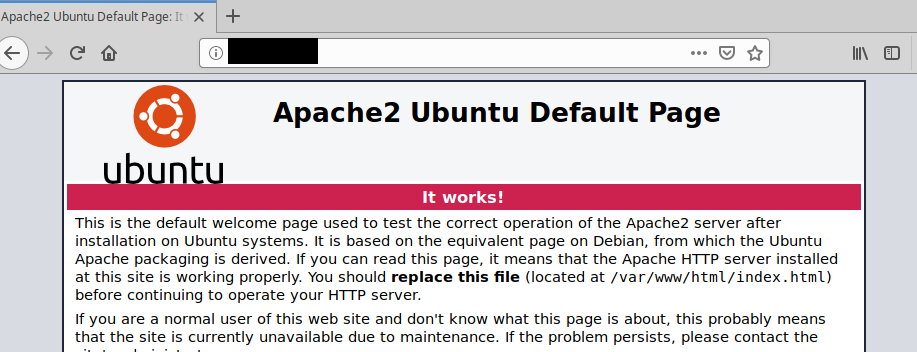 Apache2 Ubuntu Default Page: It
Apache2 Ubuntu Default Page
ubuntu
It works!
This is the default welcome page used to test the correct operation of the Apache2 server after
installation on Ubuntu systems. It is based on the equivalent page on Debian, from which the Ubuntu
Apache packaging is derived. If you can read this page, it means that the Apache HTTP server installed
at this site is working properly. You should replace this file (located at /var/www/html/index.html)
before continuing to operate your HTTP server.
If you are a normal user of this web site and don't know what this page is about, this probably means
that the site is currently unavailable due to maintenance. If the problem persists, please contact the